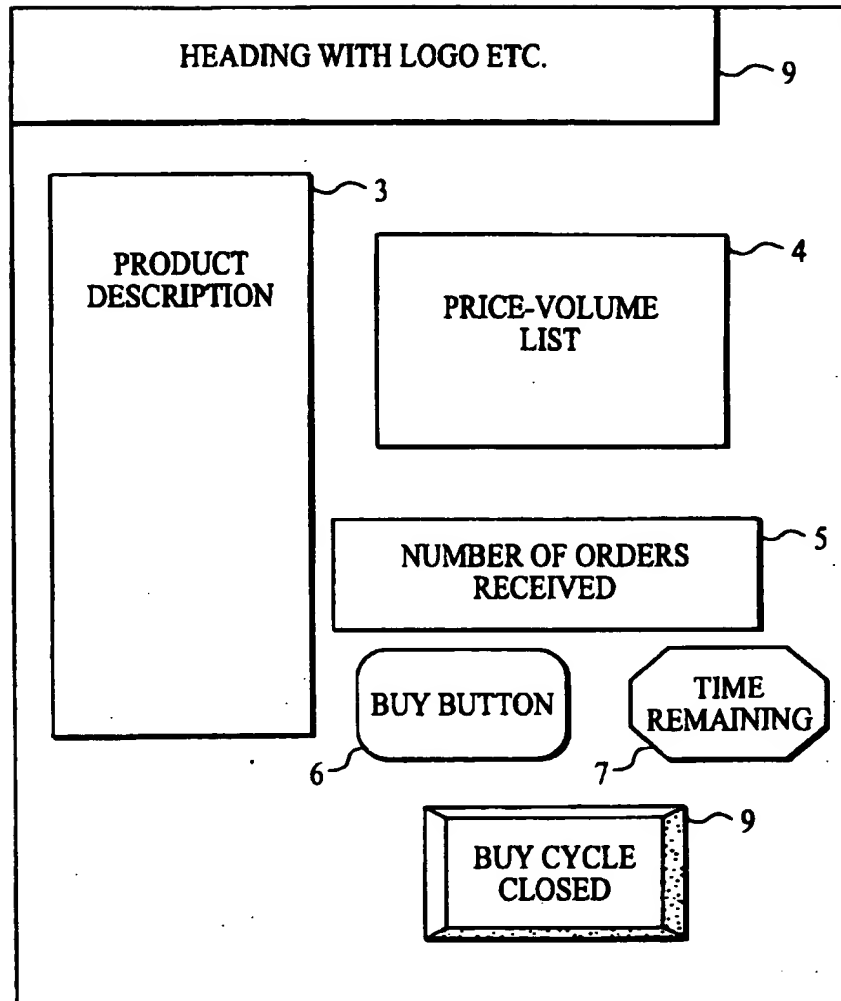 HEADING WITH LOGO ETC.
9
3
PRODUCT
DESCRIPTION
4
PRICE-VOLUME
LIST
5
NUMBER OF ORDERS
RECEIVED
BUY BUTTON
6
TIME
REMAINING
7
9
BUY CYCLE
CLOSED